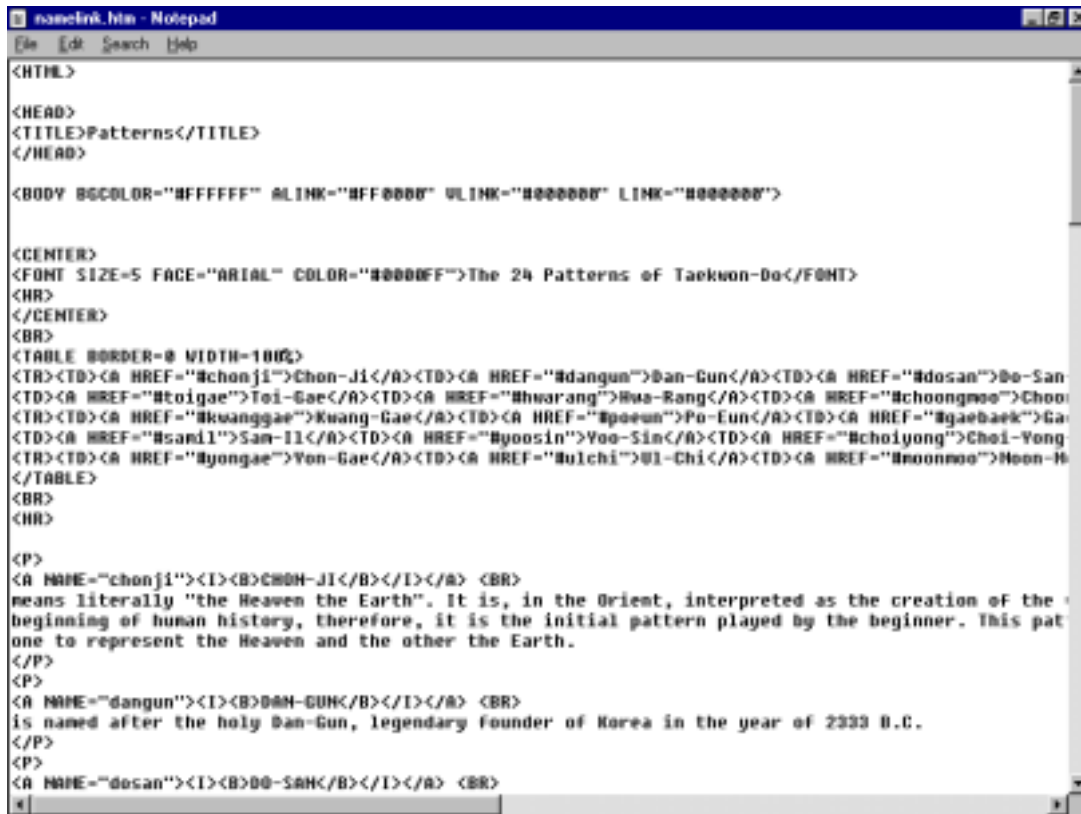 namelink.htm - Notepad
File Edit Search Help
<HTML>
<HEAD>
<TITLE>Patterns</TITLE>
</HEAD>
<BODY BGCOLOR="#FFFFFF" ALINK="#FF0000" VLINK="#000000" LINK="#000000">
<CENTER>
<FONT SIZE=5 FACE="ARIAL" COLOR="#0000FF">The 24 Patterns of Taekwon-Do</FONT>
<HR>
</CENTER>
<BR>
<TABLE BORDER=0 WIDTH=100%>
<TR><TD><A HREF="#chonji">Chon-Ji</A><TD><A HREF="#dangun">Dan-Gun</A><TD><A HREF="#dosan">Do-San
<TD><A HREF="#toigae">Toi-Gae</A><TD><A HREF="#hwarang">Hwa-Rang</A><TD><A HREF="#choongmoo">Choo
<TR><TD><A HREF="#kwanggae">Kwang-Gae</A><TD><A HREF="#poeun">Po-Eun</A><TD><A HREF="#gaebaek">Ga
<TD><A HREF="#samil">Sam-Il</A><TD><A HREF="#yoosin">Yoo-Sin</A><TD><A HREF="#choiyong">Choi-Yong
<TR><TD><A HREF="#yongae">Yon-Gae</A><TD><A HREF="#ulchi">Ul-Chi</A><TD><A HREF="#moonmoo">Moon-M
</TABLE>
<BR>
<HR>
<P>
<A NAME="chonji"><I><B>CHON-JI</B></I></A> <BR>
means literally "the Heaven the Earth". It is, in the Orient, interpreted as the creation of the
beginning of human history, therefore, it is the initial pattern played by the beginner. This pat
one to represent the Heaven and the other the Earth.
</P>
<P>
<A NAME="dangun"><I><B>DAN-GUN</B></I></A> <BR>
is named after the holy Dan-Gun, legendary founder of Korea in the year of 2333 B.C.
</P>
<P>
<A NAME="dosan"><I><B>DO-SAN</B></I></A> <BR>